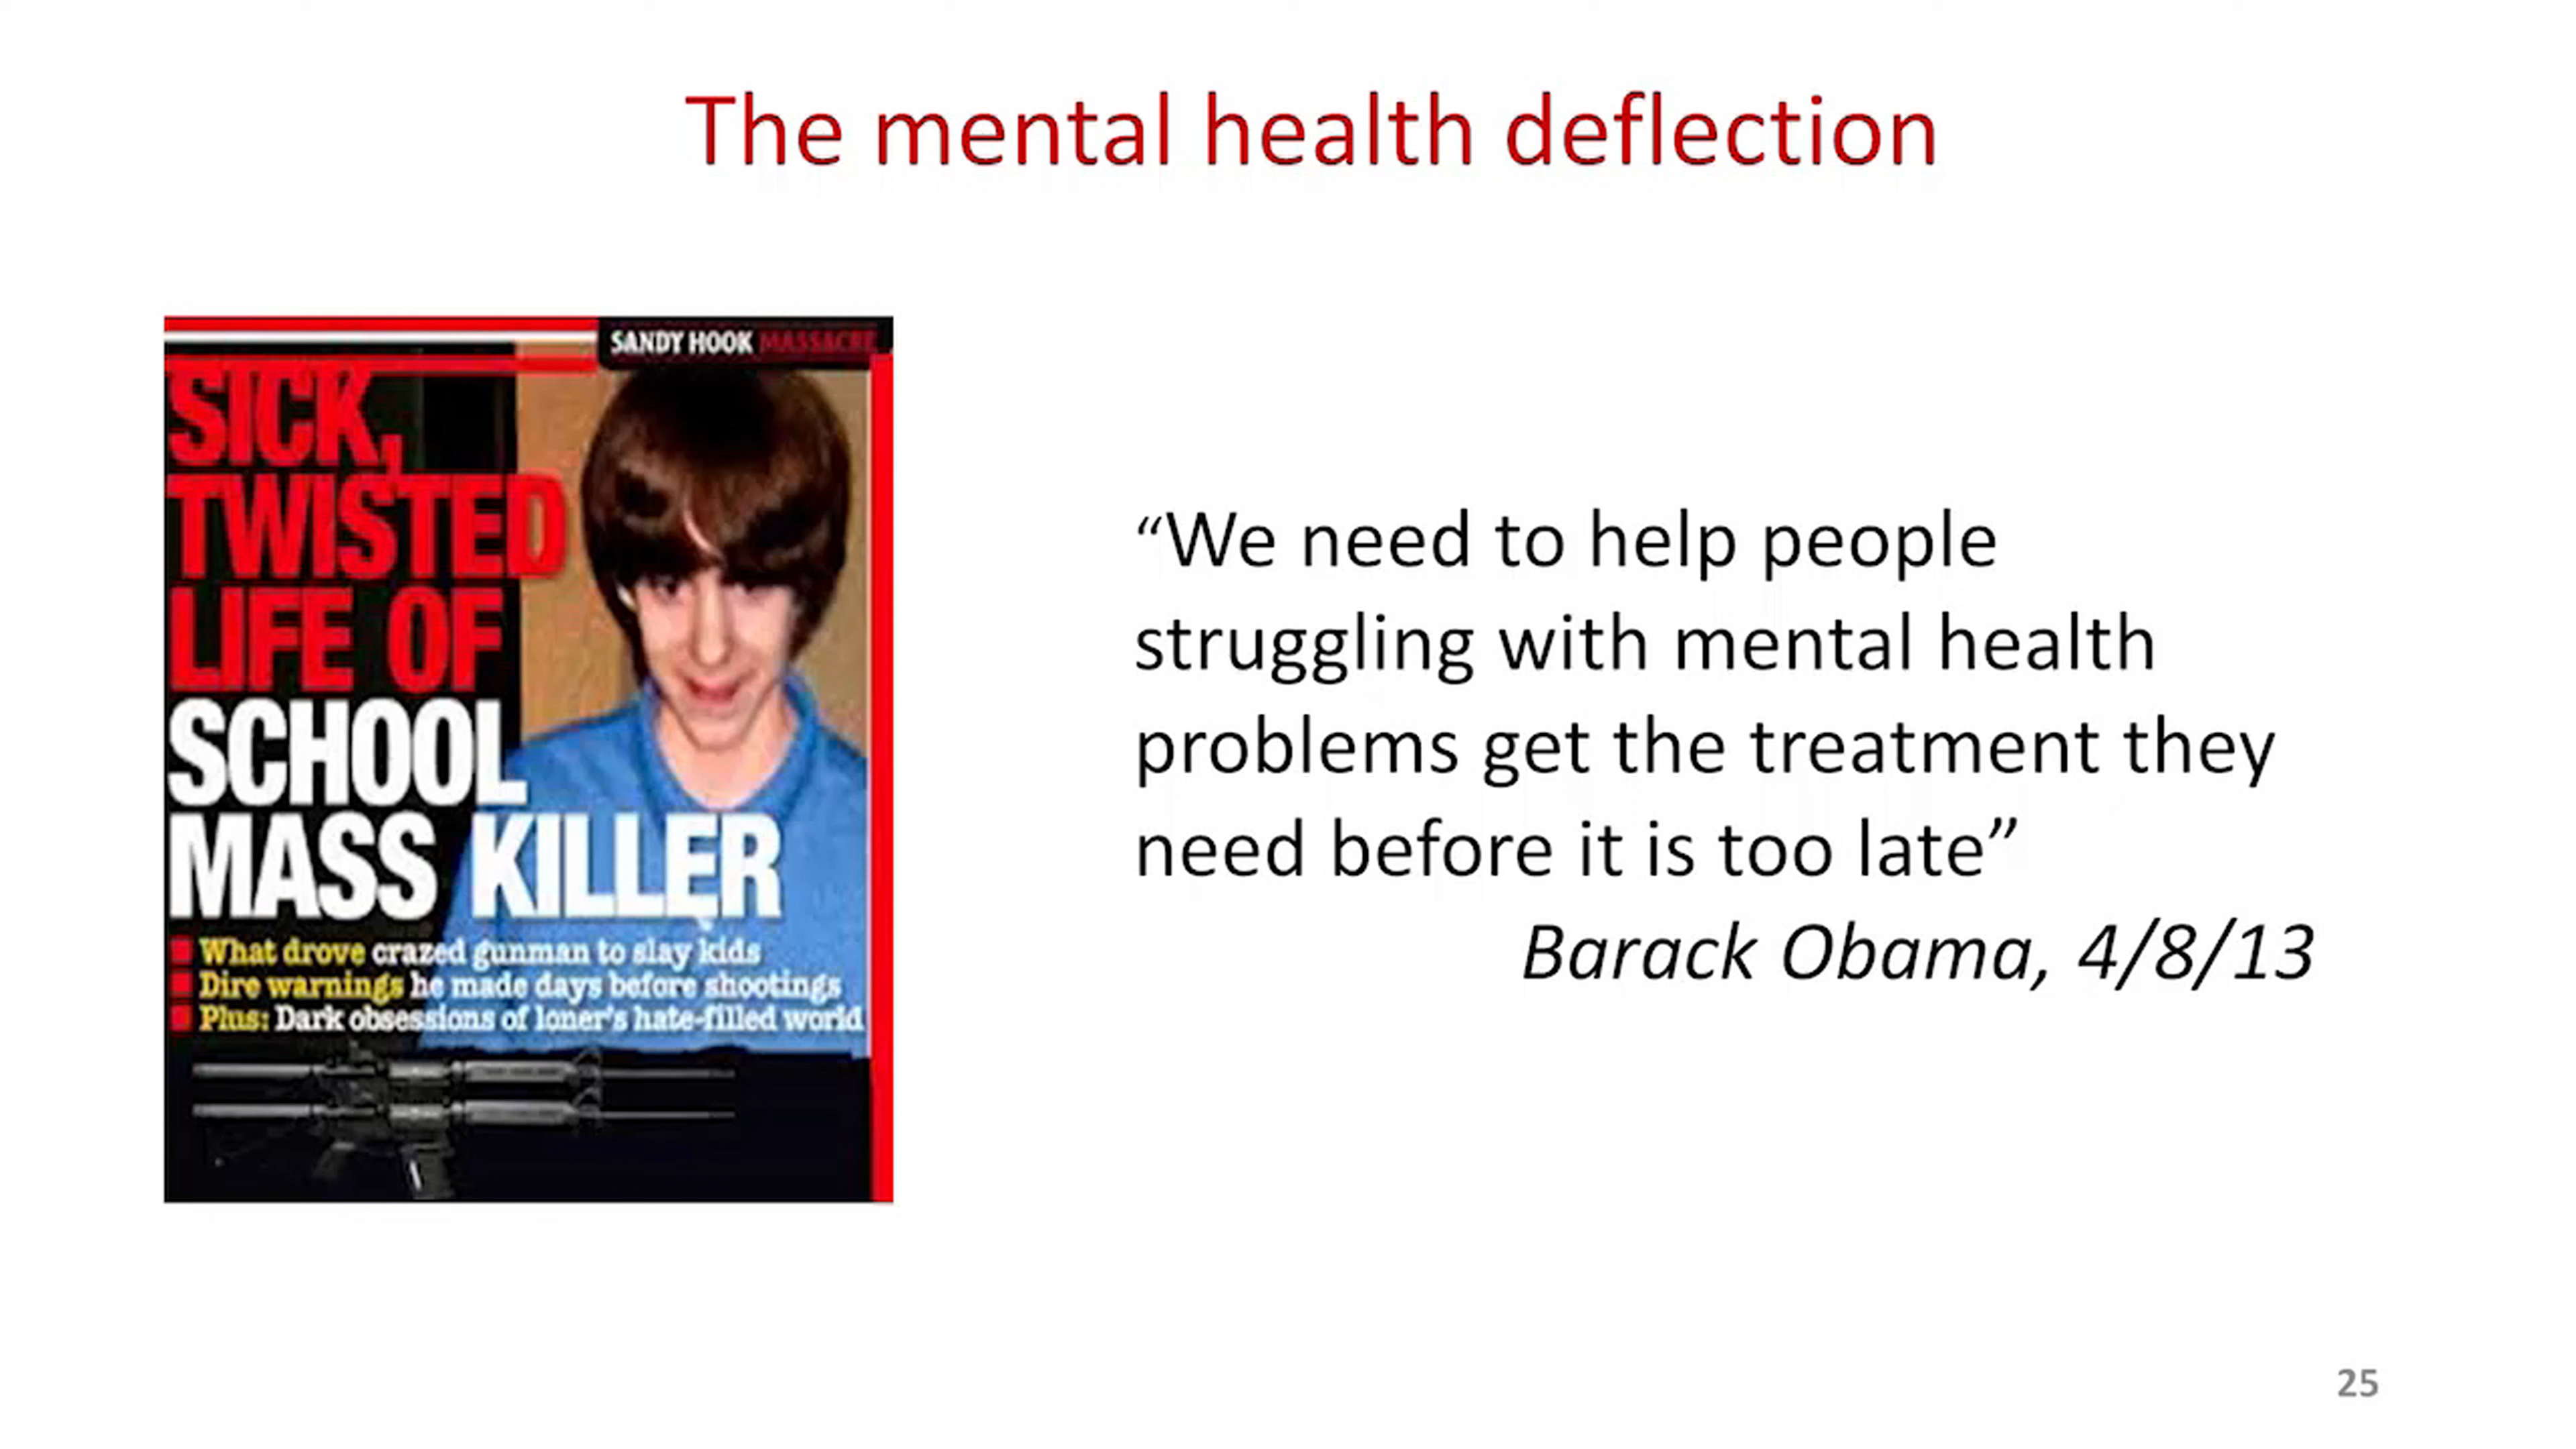 The mental health deflection
SANDY HOOK MASSACRE
SICK,
TWISTED
LIFE OF
SCHOOL
MASS KILLER
What drove crazed gunman to slay kids
Dire warnings he made days before shootings
Plus: Dark obsessions of loner's hate-filled world
“We need to help people
struggling with mental health
problems get the treatment they
need before it is too late”
Barack Obama, 4/8/13
25